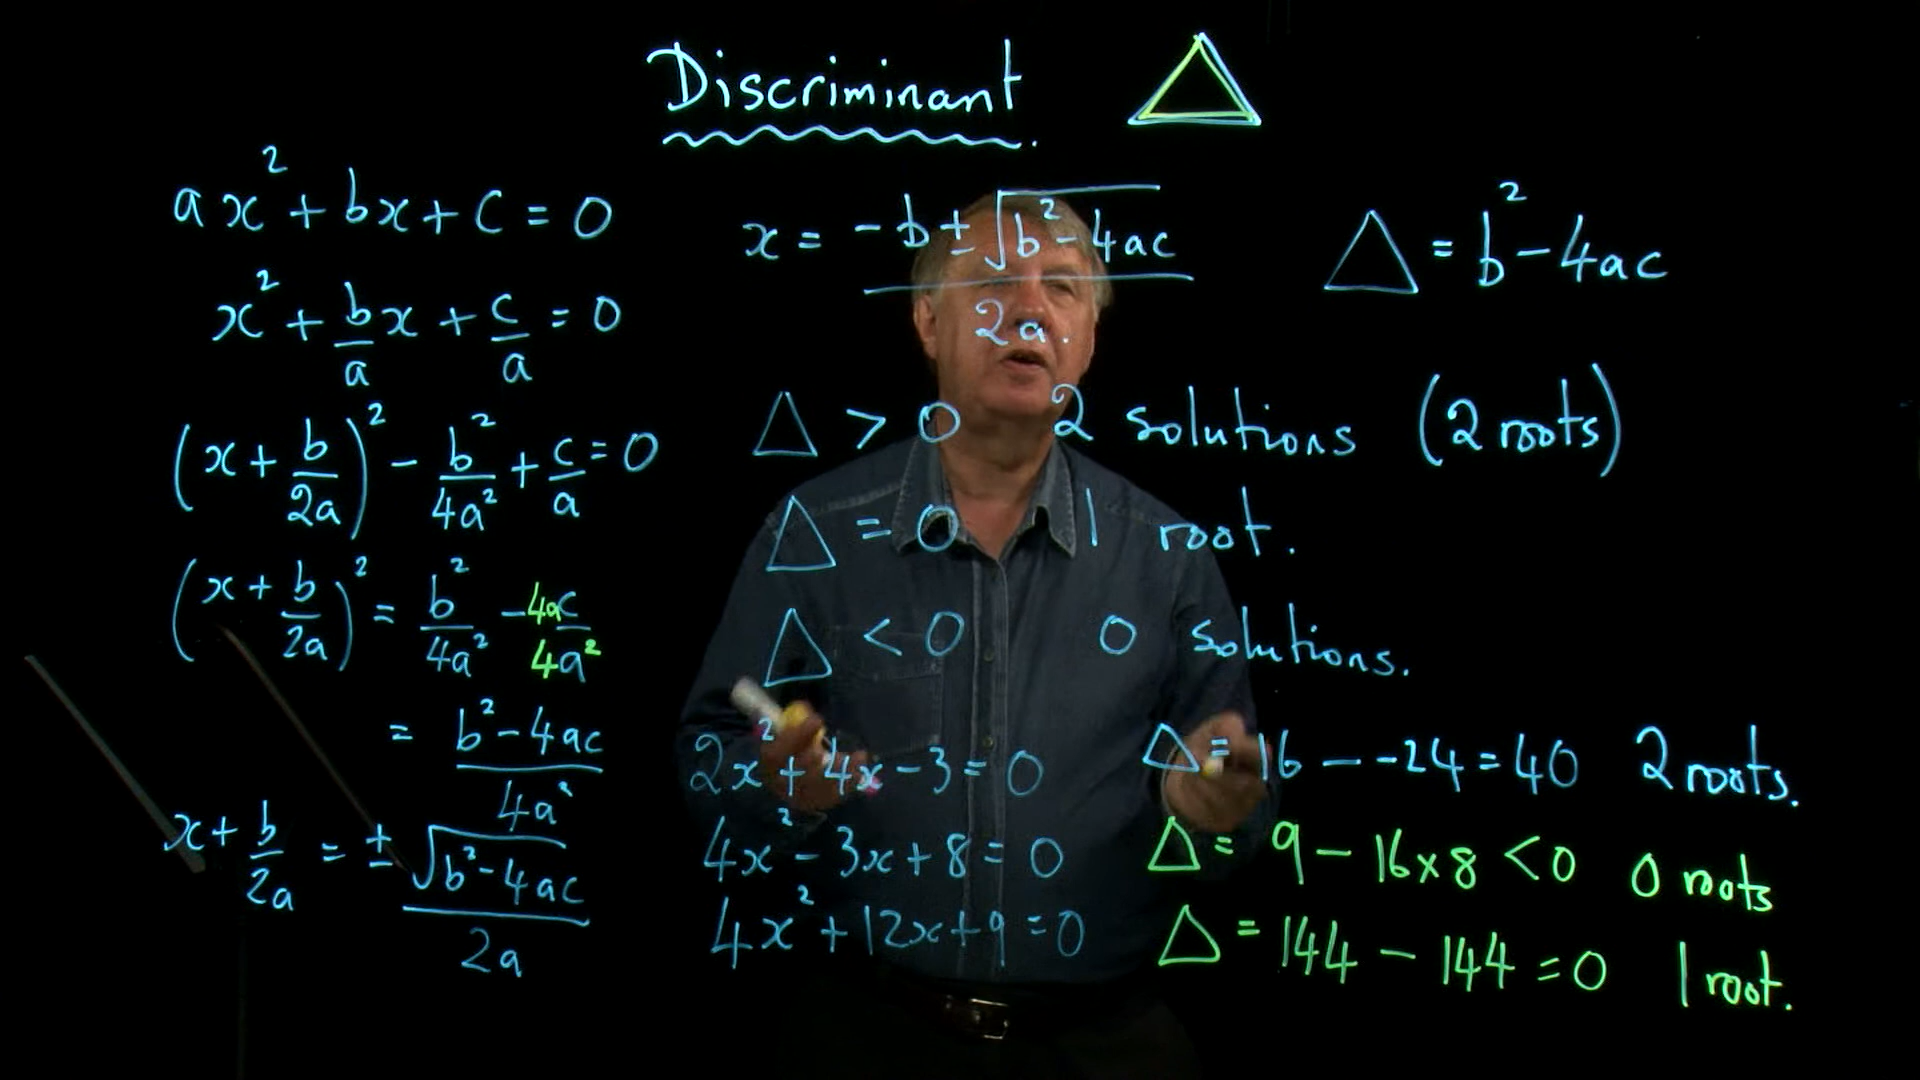 Discriminant. △
ax² + bx + c = 0
x² + b/a x + c/a = 0
(x + b/2a)² - b²/4a² + c/a = 0
(x + b/2a)² = b²/4a² - 4ac/4a²
= b² - 4ac / 4a²
x + b/2a = ± √b² - 4ac / 2a
x = -b ± √b² - 4ac / 2a.
△ = b² - 4ac
△ > 0 2 solutions (2 roots)
△ = 0 1 root.
△ < 0 0 solutions.
2x² + 4x - 3 = 0 △ = 16 - -24 = 40 2 roots.
4x² - 3x + 8 = 0 △ = 9 - 16x8 < 0 0 roots
4x² + 12x + 9 = 0 △ = 144 - 144 = 0 1 root.